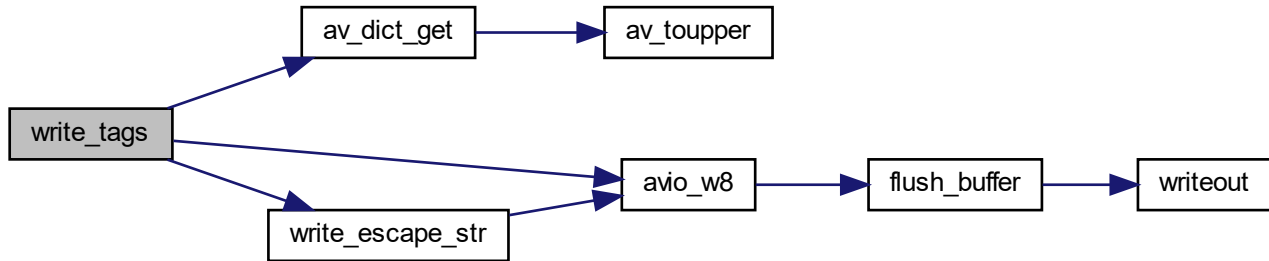 av_dict_get
av_toupper
write_tags
avio_w8
flush_buffer
writeout
write_escape_str